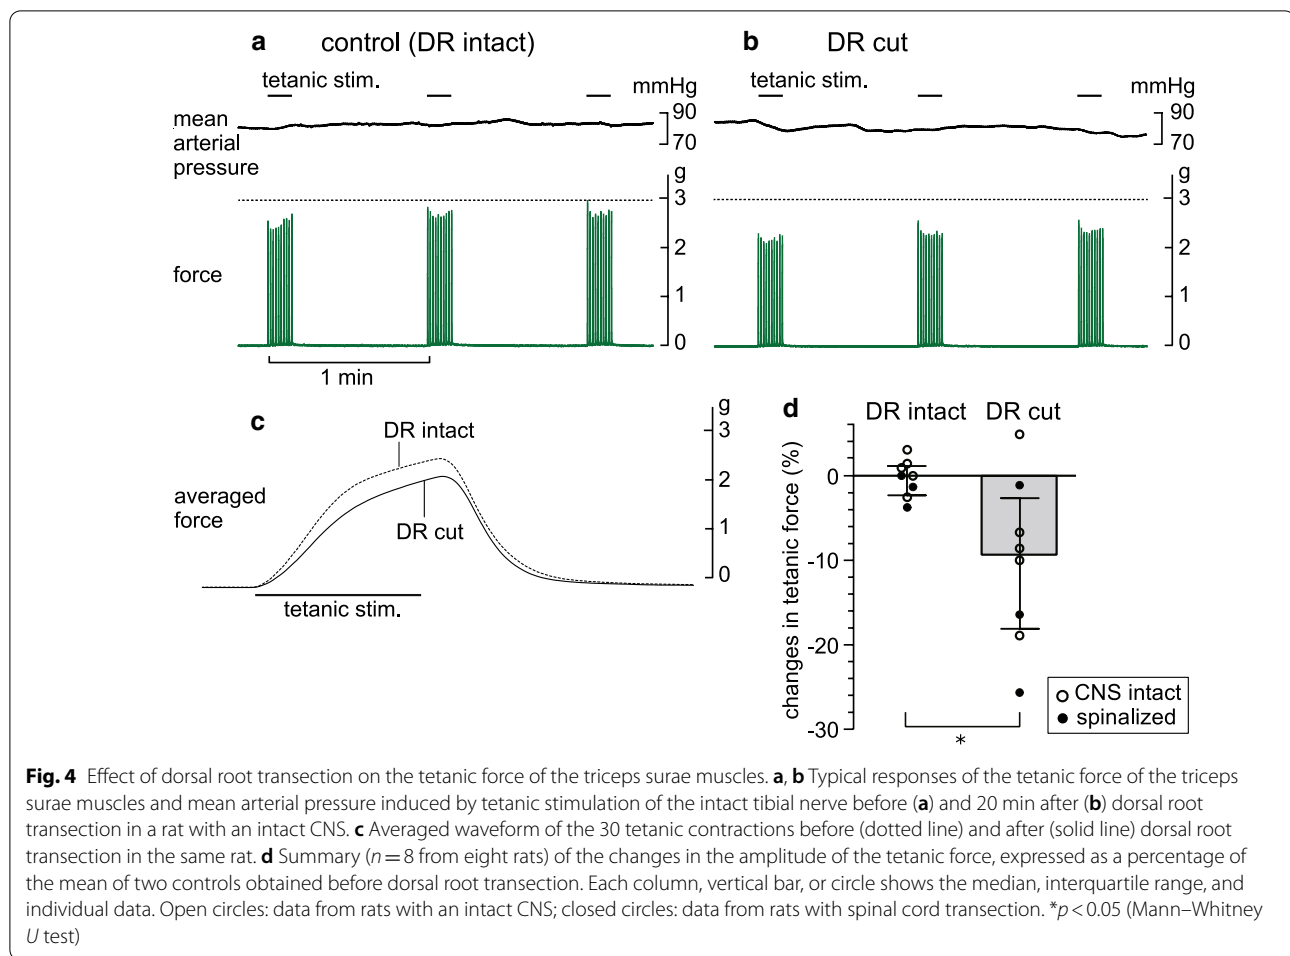 a control (DR intact)
b DR cut
tetanic stim.
mmHg
tetanic stim.
mmHg
mean
arterial
pressure
90
70
90
70
g
3
2
1
0
g
3
2
1
0
force
1 min
c
DR intact
g
3
2
1
0
averaged
force
DR cut
tetanic stim.
d
DR intact DR cut
changes in tetanic force (%)
0
-10
-20
-30
CNS intact
spinalized
*
Fig. 4 Effect of dorsal root transection on the tetanic force of the triceps surae muscles. a, b Typical responses of the tetanic force of the triceps
surae muscles and mean arterial pressure induced by tetanic stimulation of the intact tibial nerve before (a) and 20 min after (b) dorsal root
transection in a rat with an intact CNS. c Averaged waveform of the 30 tetanic contractions before (dotted line) and after (solid line) dorsal root
transection in the same rat. d Summary (n = 8 from eight rats) of the changes in the amplitude of the tetanic force, expressed as a percentage of
the mean of two controls obtained before dorsal root transection. Each column, vertical bar, or circle shows the median, interquartile range, and
individual data. Open circles: data from rats with an intact CNS; closed circles: data from rats with spinal cord transection. *p < 0.05 (Mann–Whitney
U test)